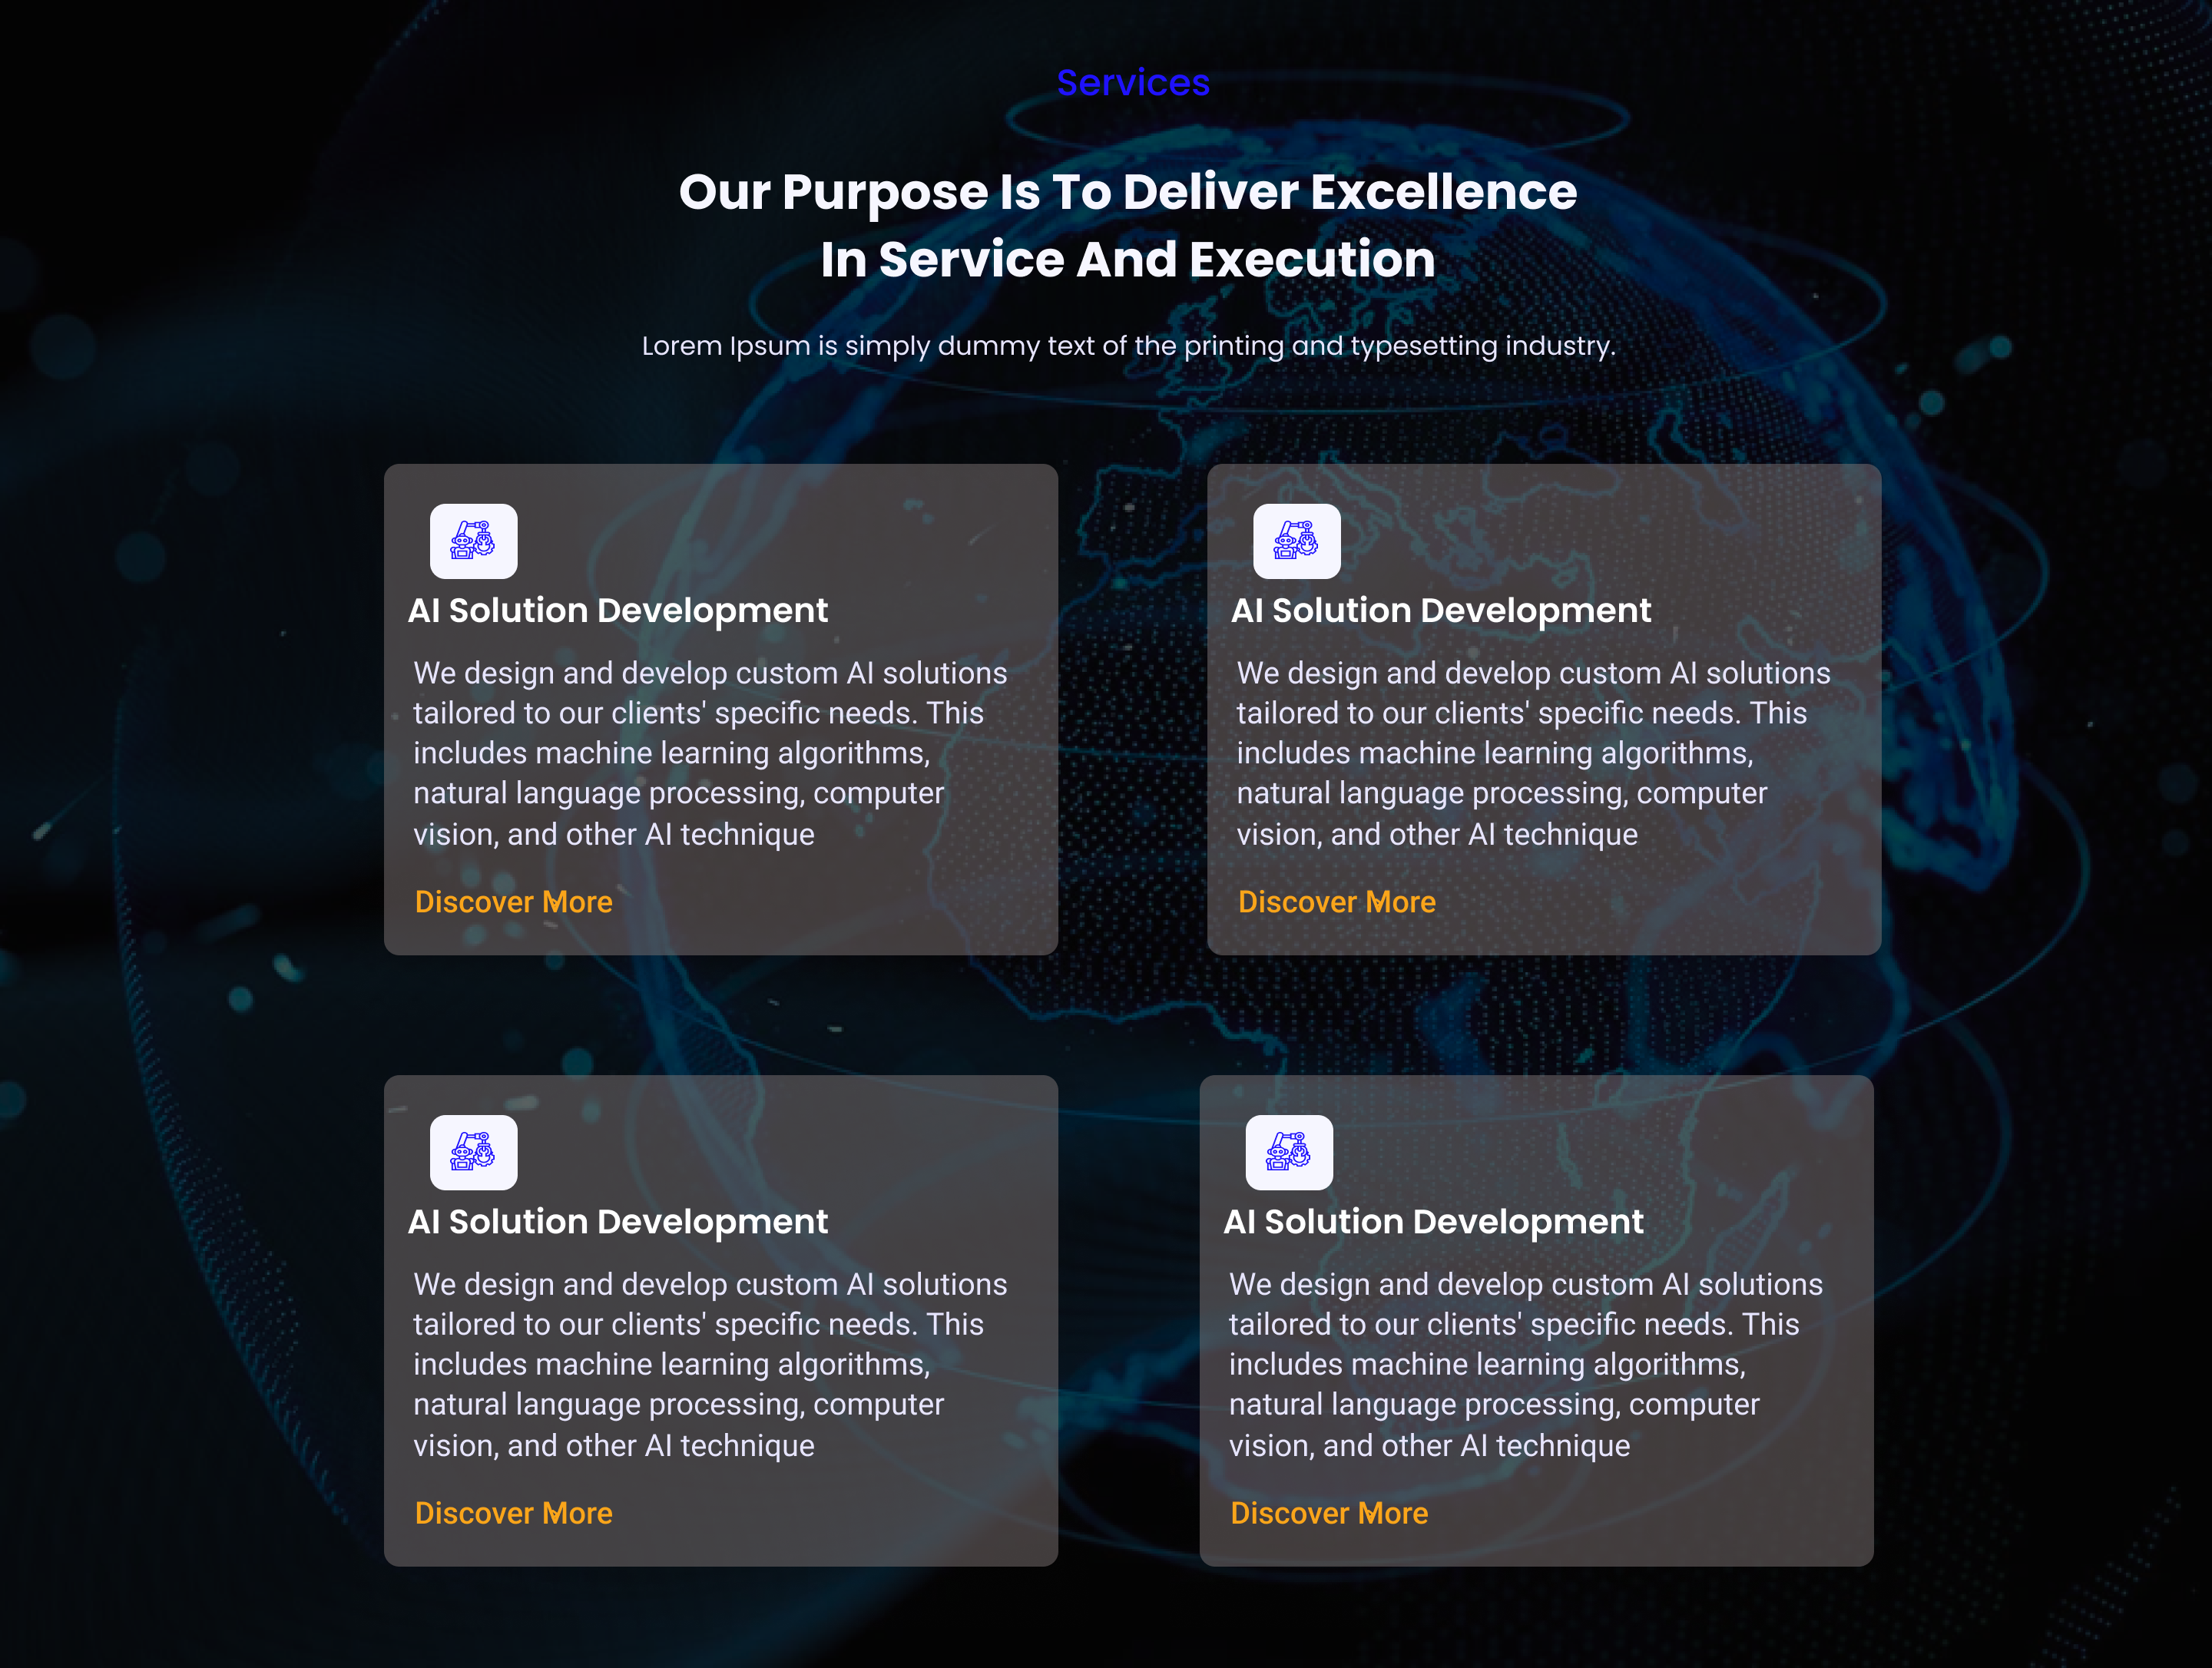 Services
Our Purpose Is To Deliver Excellence
In Service And Execution
Lorem Ipsum is simply dummy text of the printing and typesetting industry.
AI Solution Development
We design and develop custom AI solutions
tailored to our clients' specific needs. This
includes machine learning algorithms,
natural language processing, computer
vision, and other AI technique
Discover More
AI Solution Development
We design and develop custom AI solutions
tailored to our clients' specific needs. This
includes machine learning algorithms,
natural language processing, computer
vision, and other AI technique
Discover More
AI Solution Development
We design and develop custom AI solutions
tailored to our clients' specific needs. This
includes machine learning algorithms,
natural language processing, computer
vision, and other AI technique
Discover More
AI Solution Development
We design and develop custom AI solutions
tailored to our clients' specific needs. This
includes machine learning algorithms,
natural language processing, computer
vision, and other AI technique
Discover More